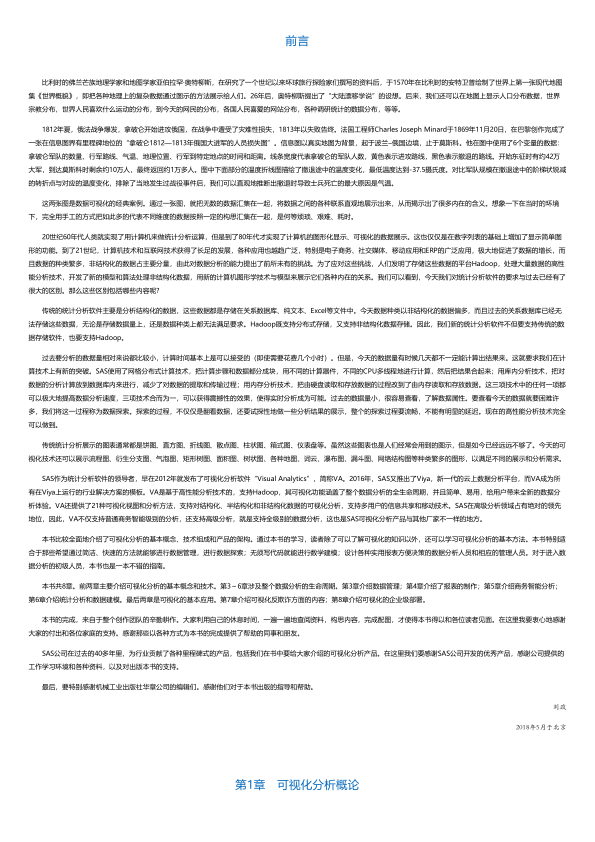 前言
比利时的佛兰芒族地理学家和地图学家亚伯拉罕·奥特柳斯，在研究了一个世纪以来环球旅行探险家们撰写的资料后，于1570年在比利时的安特卫普绘制了世界上第一张现代地图
集《世界概貌》，即把各种地理上的复杂数据通过图示的方法展示给人们。26年后，奥特柳斯提出了“大陆漂移学说”的设想。后来，我们还可以在地图上显示人口分布数据，世界
宗教分布，世界人民喜欢什么运动的分布，到今天的网民的分布，各国人民喜爱的网站分布，各种调研统计的数据分布，等等。
1812年夏，俄法战争爆发，拿破仑开始进攻俄国，在战争中遭受了灾难性损失，1813年以失败告终。法国工程师Charles Joseph Minard于1869年11月20日，在巴黎创作完成了
一张在信息图界有里程碑地位的“拿破仑1812—1813年俄国大进军的人员损失图”。信息图以真实地图为背景，起于波兰-俄国边境，止于莫斯科。他在图中使用了6个变量的数据：
拿破仑军队的数量、行军路线、气温、地理位置、行军到特定地点的时间和距离。线条宽度代表拿破仑的军队人数，黄色表示进攻路线，黑色表示撤退的路线。开始东征时有约42万
大军，到达莫斯科时剩余约10万人，最终返回约1万多人。图中下面部分的温度折线图描绘了撤退途中的温度变化，最低温度达到-37.5摄氏度。对比军队规模在撤退途中的阶梯状锐减
的转折点与对应的温度变化，排除了当地发生过战役事件后，我们可以直观地推断出撤退时导致士兵死亡的最大原因是气温。
这两张图是数据可视化的经典案例。通过一张图，就把无数的数据汇集在一起，将数据之间的各种联系直观地展示出来，从而揭示出了很多内在的含义。想象一下在当时的环境
下，完全用手工的方式把如此多的代表不同维度的数据按照一定的构思汇集在一起，是何等烦琐、艰难、耗时。
20世纪60年代人类就实现了用计算机来做统计分析运算，但是到了80年代才实现了计算机的图形化显示、可视化的数据展示。这也仅仅是在数字列表的基础上增加了显示简单图
形的功能。到了21世纪，计算机技术和互联网技术获得了长足的发展，各种应用也越趋广泛，特别是电子商务、社交媒体、移动应用和ERP的广泛应用，极大地促进了数据的增长，而
且数据的种类繁多，非结构化的数据占主要分量，由此对数据分析的能力提出了前所未有的挑战。为了应对这些挑战，人们发明了存储这些数据的平台Hadoop，处理大量数据的高性
能分析技术，开发了新的模型和算法处理非结构化数据，用新的计算机图形学技术与模型来展示它们各种内在的关系。我们可以看到，今天我们对统计分析软件的要求与过去已经有了
很大的区别。那么这些区别包括哪些内容呢?
传统的统计分析软件主要是分析结构化的数据，这些数据都是存储在关系数据库、纯文本、Excel等文件中。今天数据种类以非结构化的数据偏多，而且过去的关系数据库已经无
法存储这些数据，无论是存储数据量上，还是数据种类上都无法满足要求。Hadoop既支持分布式存储，又支持非结构化数据存储。因此，我们新的统计分析软件不但要支持传统的数
据存储软件，也要支持Hadoop。
过去要分析的数据量相对来说都比较小，计算时间基本上是可以接受的（即使需要花费几个小时）。但是，今天的数据量有时候几天都不一定能计算出结果来。这就要求我们在计
算技术上有新的突破。SAS使用了网格分布式计算技术，把计算步骤和数据都分成块，用不同的计算器件，不同的CPU多线程地进行计算，然后把结果合起来；用库内分析技术，把对
数据的分析计算放到数据库内来进行，减少了对数据的提取和传输过程；用内存分析技术，把由硬盘读取和存放数据的过程改到了由内存读取和存放数据。这三项技术中的任何一项都
可以极大地提高数据分析速度，三项技术合而为一，可以获得震撼性的效果，使得实时分析成为可能。过去的数据量小，很容易查看，了解数据属性。要查看今天的数据就要困难许
多，我们将这一过程称为数据探索。探索的过程，不仅仅是翻看数据，还要试探性地做一些分析结果的展示，整个的探索过程要流畅，不能有明显的延迟。现在的高性能分析技术完全
可以做到。
传统统计分析展示的图表通常都是饼图、直方图、折线图、散点图、柱状图、箱式图、仪表盘等。虽然这些图表也是人们经常会用到的图示，但是如今已经远远不够了。今天的可
视化技术还可以展示流程图、衍生分支图、气泡图、矩形树图、面积图、树状图、各种地图、词云、瀑布图、漏斗图、网络结构图等种类繁多的图形，以满足不同的展示和分析需求。
SAS作为统计分析软件的领导者，早在2012年就发布了可视化分析软件“Visual Analytics”，简称VA。2016年，SAS又推出了Viya，新一代的云上数据分析平台，而VA成为所
有在Viya上运行的行业解决方案的模板。VA是基于高性能分析技术的，支持Hadoop，其可视化功能涵盖了整个数据分析的全生命周期，并且简单、易用，给用户带来全新的数据分
析体验。VA还提供了21种可视化视图和分析方法，支持对结构化、半结构化和非结构化数据的可视化分析，支持多用户的信息共享和移动技术。SAS在高级分析领域占有绝对的领先
地位，因此，VA不仅支持普通商务智能级别的分析，还支持高级分析，就是支持全级别的数据分析，这也是SAS可视化分析产品与其他厂家不一样的地方。
本书比较全面地介绍了可视化分析的基本概念、技术组成和产品的架构。通过本书的学习，读者除了可以了解可视化的知识以外，还可以学习可视化分析的基本方法。本书特别适
合于那些希望通过简洁、快速的方法就能够进行数据管理，进行数据探索；无须写代码就能进行数学建模；设计各种实用报表方便决策的数据分析人员和相应的管理人员。对于进入数
据分析的初级人员，本书也是一本不错的指南。
本书共8章。前两章主要介绍可视化分析的基本概念和技术。第3～6章涉及整个数据分析的生命周期。第3章介绍数据管理；第4章介绍了报表的制作；第5章介绍商务智能分析；
第6章介绍统计分析和数据建模。最后两章是可视化的基本应用。第7章介绍可视化反欺诈方面的内容；第8章介绍可视化的企业级部署。
本书的完成，来自于整个创作团队的辛勤耕作。大家利用自己的休息时间，一遍一遍地查阅资料，构思内容，完成配图，才使得本书得以和各位读者见面。在这里我要衷心地感谢
大家的付出和各位家庭的支持。感谢那些以各种方式为本书的完成提供了帮助的同事和朋友。
SAS公司在过去的40多年里，为行业贡献了各种里程碑式的产品，包括我们在书中要给大家介绍的可视化分析产品。在这里我们要感谢SAS公司开发的优秀产品，感谢公司提供的
工作学习环境和各种资料，以及对出版本书的支持。
最后，要特别感谢机械工业出版社华章公司的编辑们。感谢他们对于本书出版的指导和帮助。
刘政
2018年5月于北京
第1章 可视化分析概论